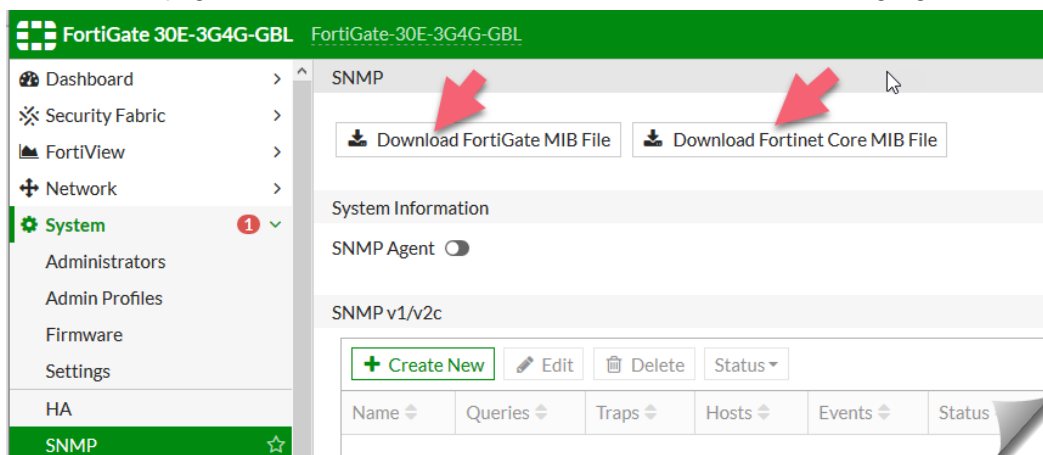 FortiGate 30E-3G4G-GBL FortiGate-30E-3G4G-GBL
Dashboard
Security Fabric
FortiView
Network
System 1
Administrators
Admin Profiles
Firmware
Settings
HA
SNMP
SNMP
Download FortiGate MIB File Download Fortinet Core MIB File
System Information
SNMP Agent
SNMP v1/v2c
Create New Edit Delete Status
Name Queries Traps Hosts Events Status